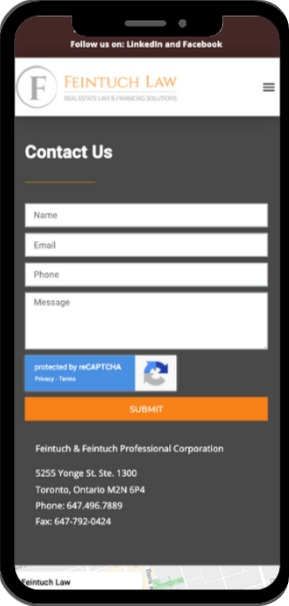 Follow us on: LinkedIn and Facebook
F FEINTUCH LAW
REAL ESTATE LAW & FINANCING SOLUTIONS
Contact Us
Name
Email
Phone
Message
protected by reCAPTCHA
Privacy - Terms
SUBMIT
Feintuch & Feintuch Professional Corporation
5255 Yonge St. Ste. 1300
Toronto, Ontario M2N 6P4
Phone: 647.496.7889
Fax: 647-792-0424
Feintuch Law